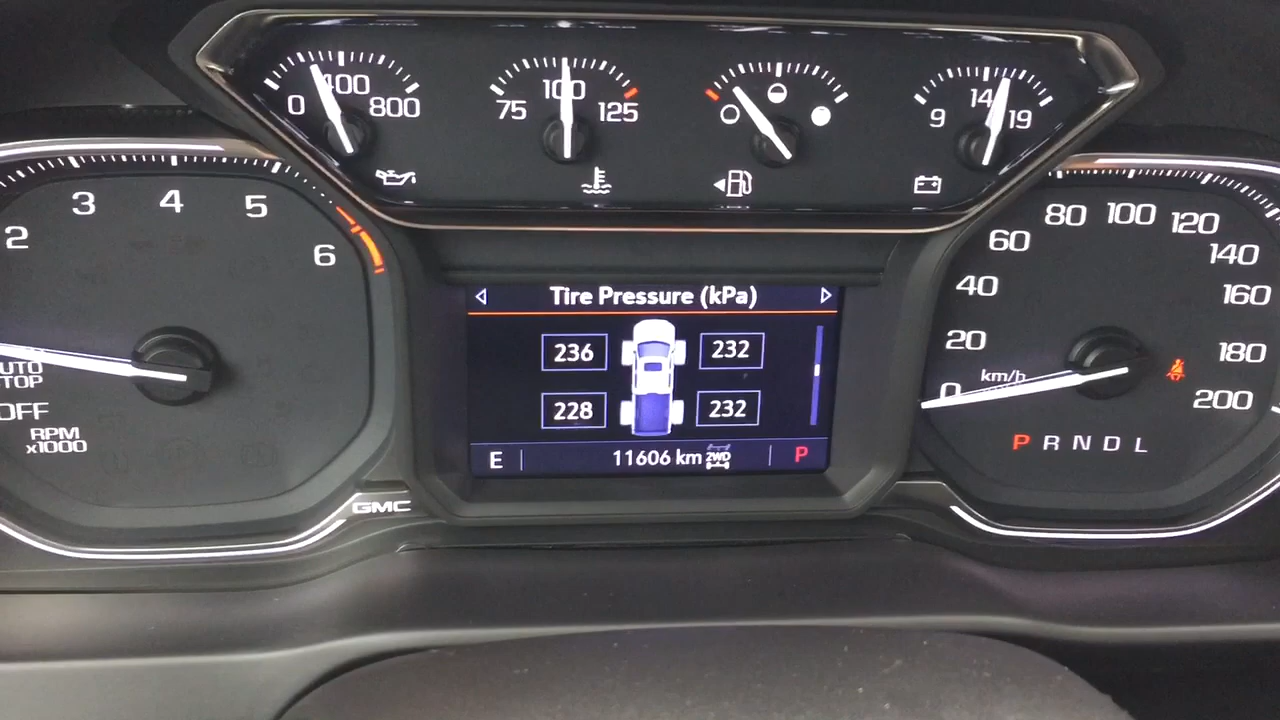 400
0 800
100
75 125
14
9 19
3 4 5
2 6
AUTO
STOP
OFF
RPM
x1000
GMC
Tire Pressure (kPa)
236 232
228 232
E 11606 km 2WD P
80 100 120
60 140
40 160
20 180
0 km/h 200
P R N D L